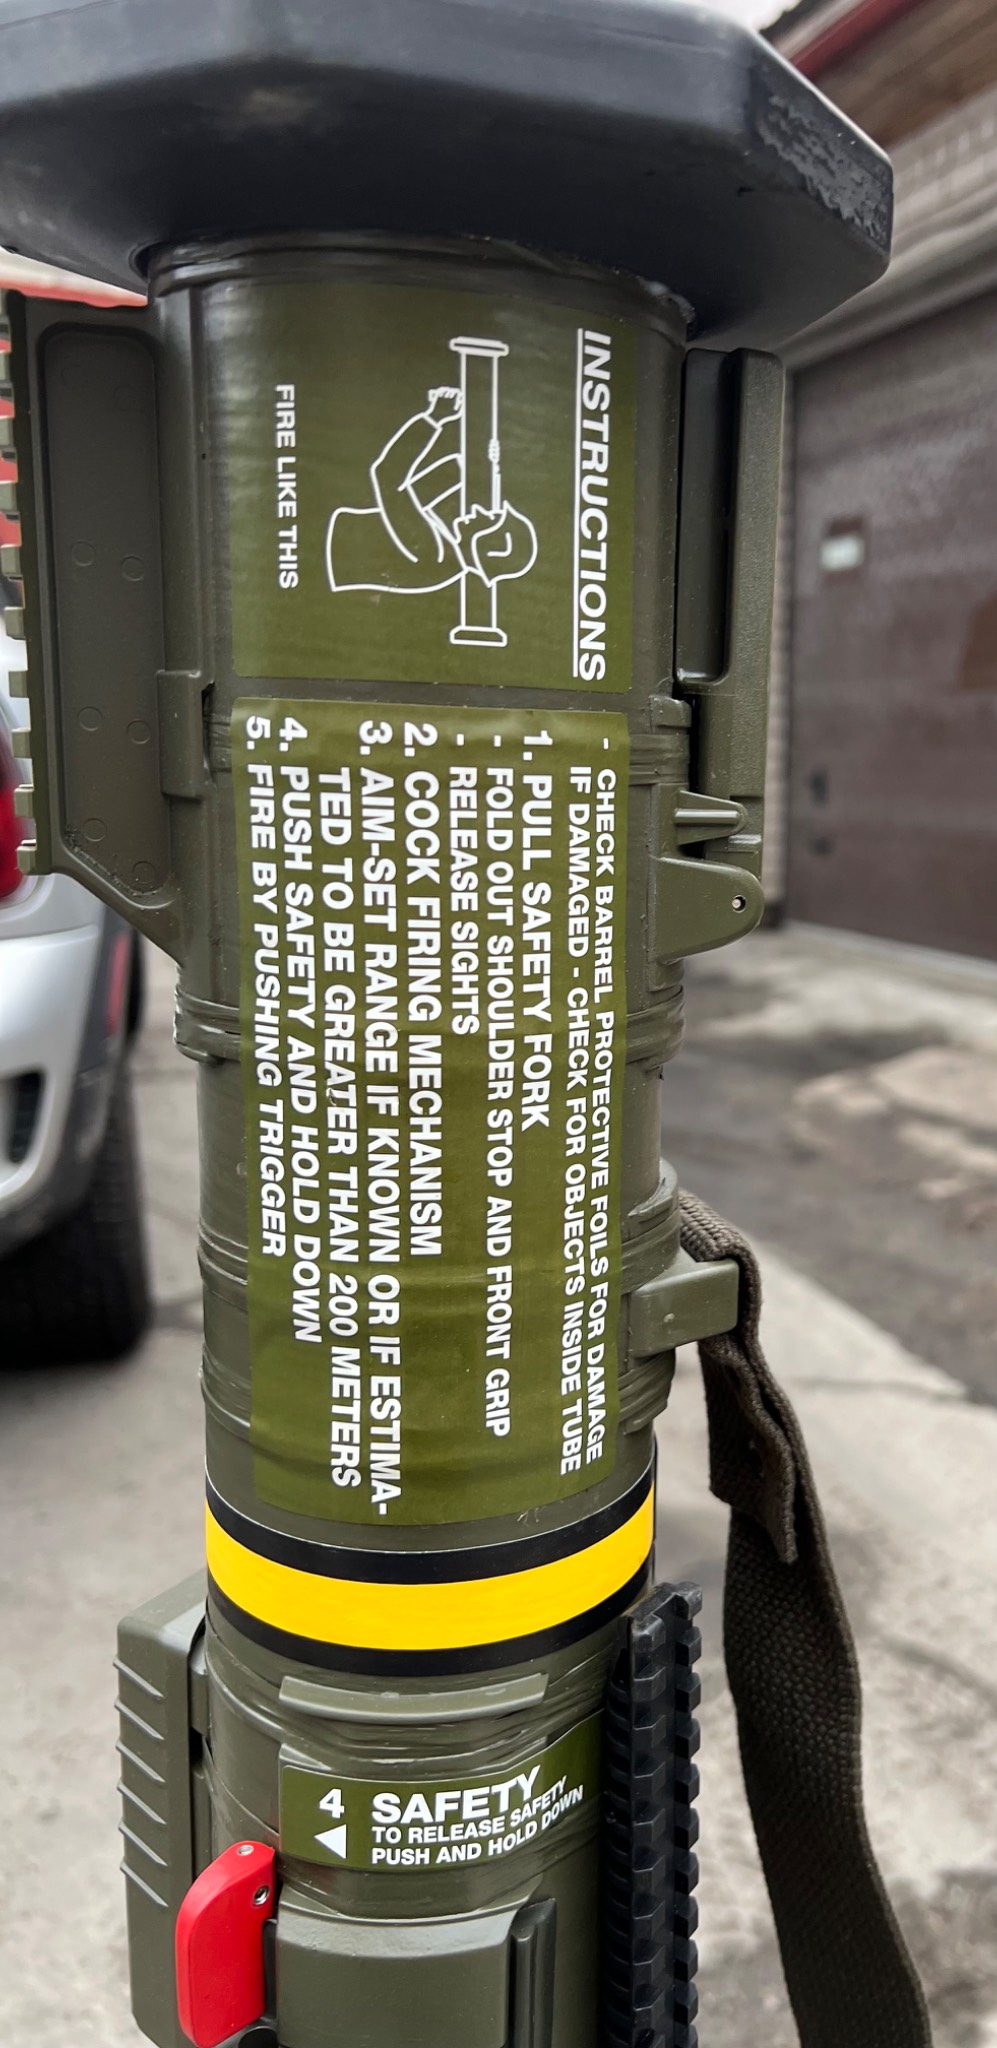 INSTRUCTIONS
FIRE LIKE THIS
- CHECK BARREL PROTECTIVE FOILS FOR DAMAGE
IF DAMAGED - CHECK FOR OBJECTS INSIDE TUBE
1. PULL SAFETY FORK
- FOLD OUT SHOULDER STOP AND FRONT GRIP
- RELEASE SIGHTS
2. COCK FIRING MECHANISM
3. AIM-SET RANGE IF KNOWN OR IF ESTIMA-
TED TO BE GREATER THAN 200 METERS
4. PUSH SAFETY AND HOLD DOWN
5. FIRE BY PUSHING TRIGGER
4 SAFETY
TO RELEASE SAFETY
PUSH AND HOLD DOWN